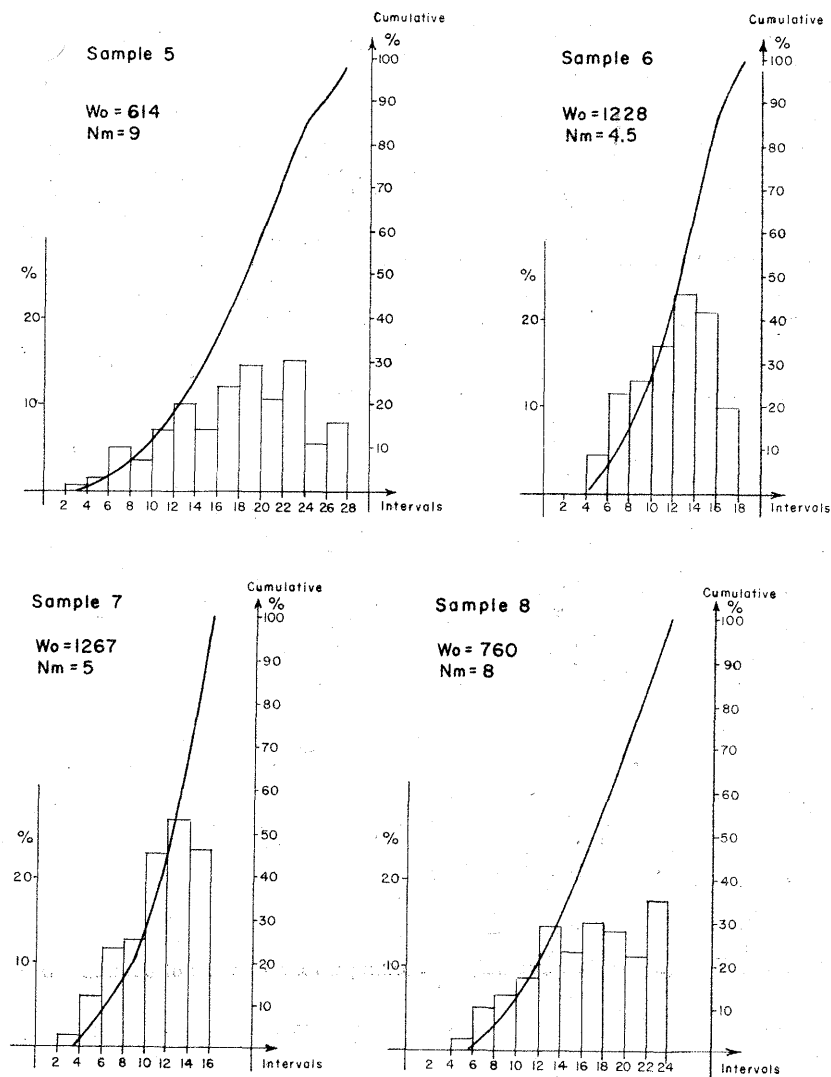 Cumulative
%
Sample 5
Wo = 614
Nm = 9
100
90
80
70
60
50
40
30
20
10
%
20
10
2 4 6 8 10 12 14 16 18 20 22 24 26 28
Intervals
Cumulative
%
Sample 6
Wo = 1228
Nm = 4.5
100
90
80
70
60
50
40
30
20
10
%
20
10
2 4 6 8 10 12 14 16 18
Intervals
Cumulative
%
Sample 7
Wo = 1267
Nm = 5
100
90
80
70
60
50
40
30
20
10
%
20
10
2 4 6 8 10 12 14 16
Intervals
Cumulative
%
Sample 8
Wo = 760
Nm = 8
100
90
80
70
60
50
40
30
20
10
%
20
10
2 4 6 8 10 12 14 16 18 20 22 24
Intervals